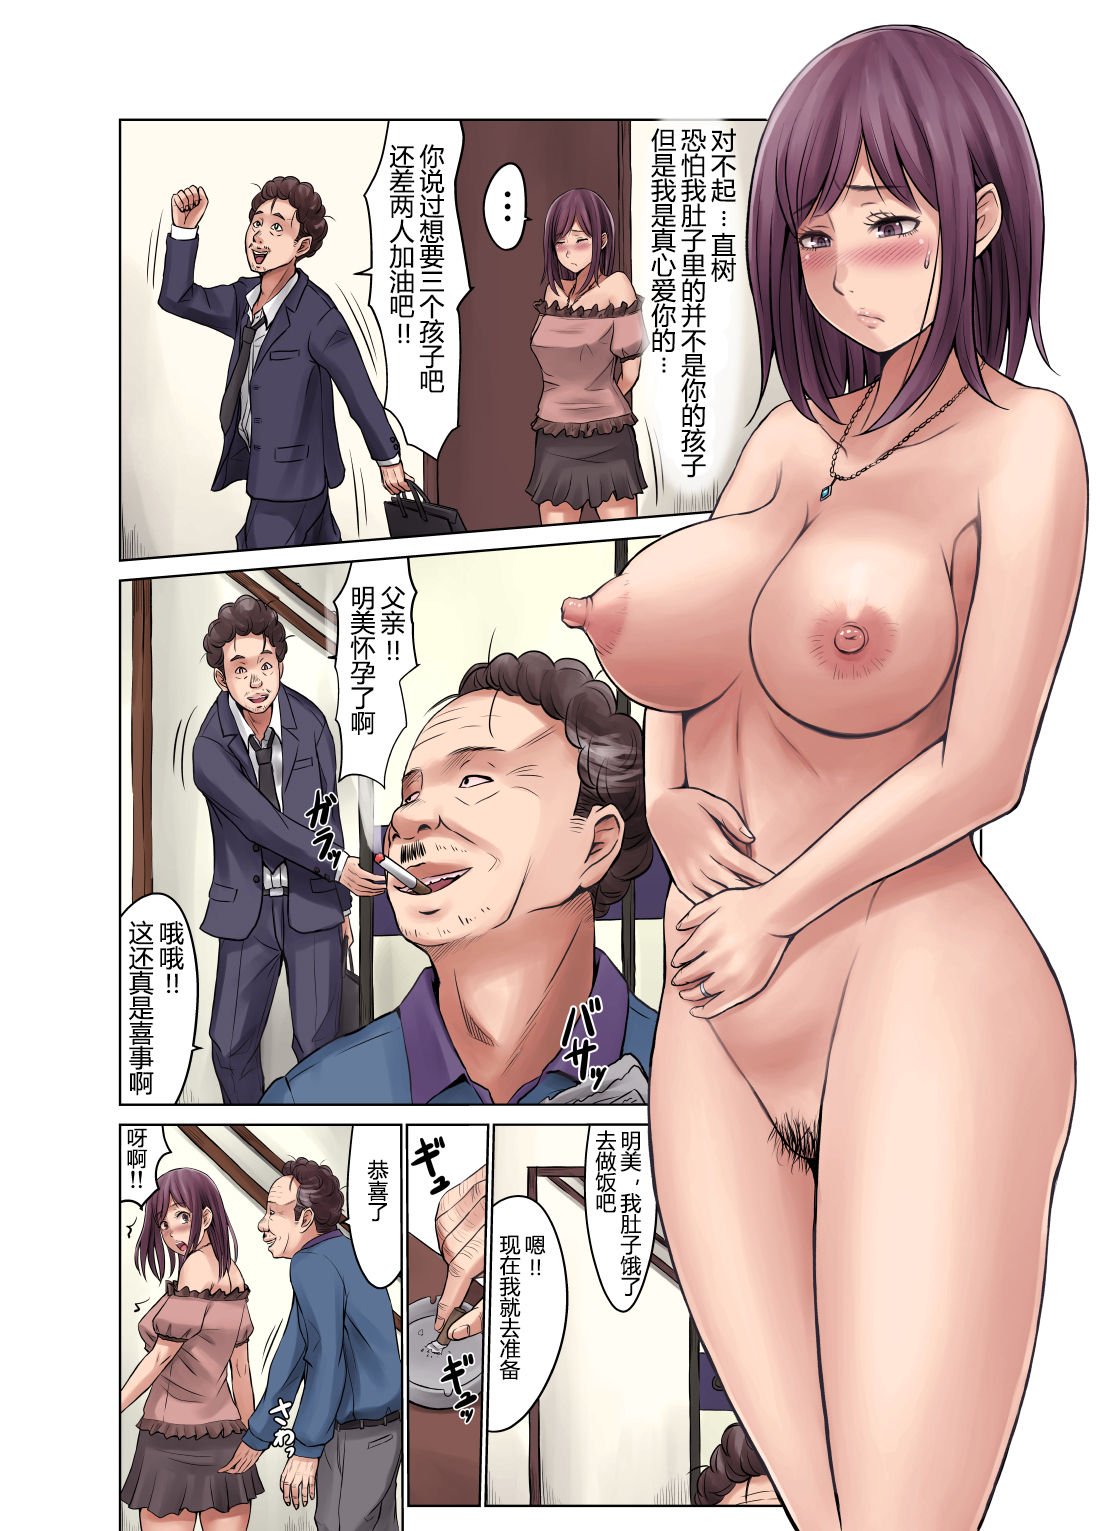 对不起…直树
恐怕我肚子里的并不是你的孩子
但是我是真心爱你的…
…
你说过想要三个孩子吧
还差两人加油吧!!
父亲!!
明美怀孕了啊
ガラッ
哦哦!!
这还真是喜事啊
バサッ
明美，我肚子饿了
去做饭吧
嗯!!
现在我就去准备
ギュ
ギュッ
恭喜了
呀啊!!
さわっ